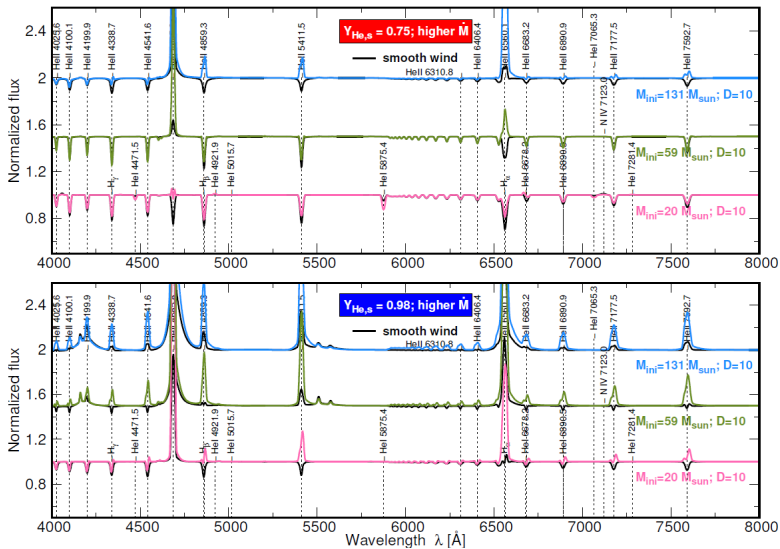 HeII 4025.6
HeII 4100.1
HeII 4199.9
HeII 4338.7
HeII 4541.6
HeII 4859.3
HeII 5411.5
Y_He,s = 0.75; higher Ṁ
smooth wind
HeII 6310.8
HeII 6406.4
HeII 6560.1
HeII 6683.2
HeII 6890.9
HeI 7065.3
N IV 7123.0
HeII 7177.5
HeII 7592.7
M_ini=131 M_sun; D=10
M_ini=59 M_sun; D=10
M_ini=20 M_sun; D=10
H_γ
HeI 4471.5
H_β
HeI 4921.9
HeI 5015.7
HeI 5875.4
H_α
HeI 6678.2
HeII 6890.9
HeI 7281.4
Normalized flux
2.4
2
1.6
1.2
0.8
4000 4500 5000 5500 6000 6500 7000 7500 8000
HeII 4025.6
HeII 4100.1
HeII 4199.9
HeII 4338.7
HeII 4541.6
HeII 4859.3
Y_He,s = 0.98; higher Ṁ
smooth wind
HeII 6310.8
HeII 6406.4
HeII 6683.2
HeII 6890.9
HeI 7065.3
N IV 7123.0
HeII 7177.5
HeII 7592.7
M_ini=131 M_sun; D=10
M_ini=59 M_sun; D=10
M_ini=20 M_sun; D=10
H_γ
HeI 4471.5
H_β
HeI 4921.9
HeI 5015.7
HeI 5875.4
H_α
HeI 6678.2
HeII 6890.9
HeI 7281.4
Normalized flux
2.4
2
1.6
1.2
0.8
4000 4500 5000 5500 6000 6500 7000 7500 8000
Wavelength λ [Å]